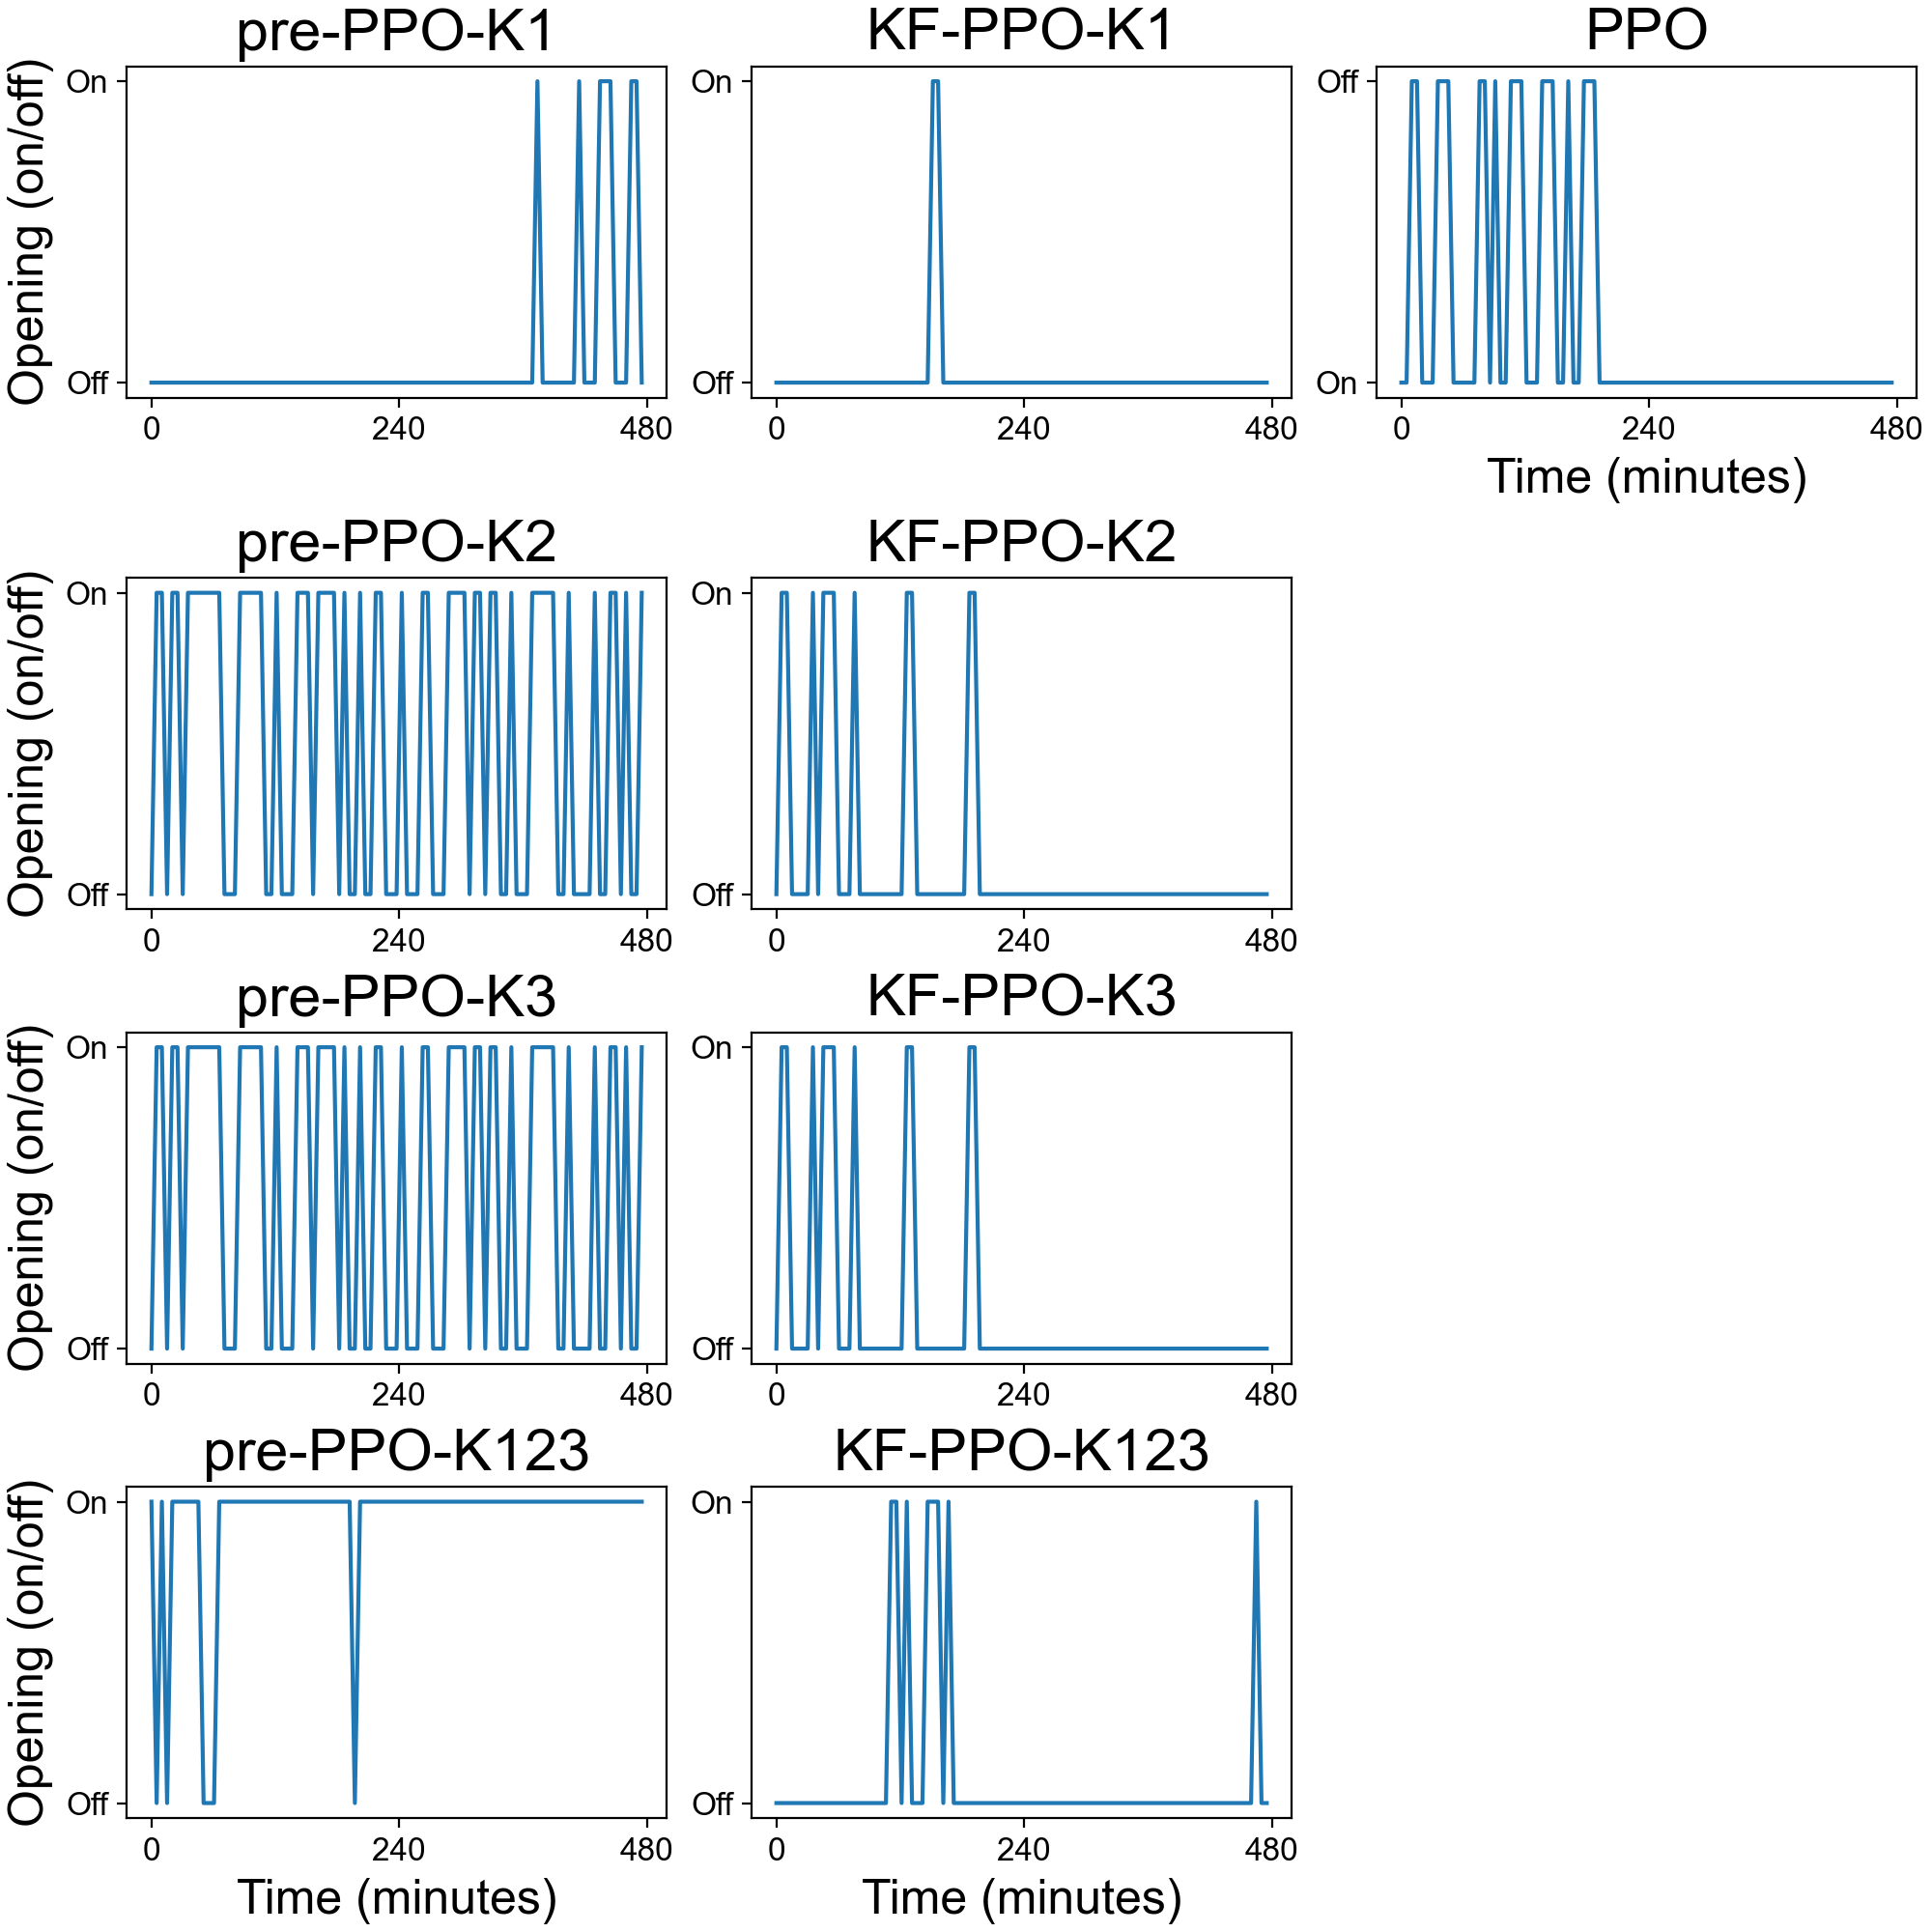 pre-PPO-K1
KF-PPO-K1
PPO
Opening (on/off)
On
Off
0 240 480
On
Off
0 240 480
Off
On
0 240 480
Time (minutes)
pre-PPO-K2
KF-PPO-K2
Opening (on/off)
On
Off
0 240 480
On
Off
0 240 480
pre-PPO-K3
KF-PPO-K3
Opening (on/off)
On
Off
0 240 480
On
Off
0 240 480
pre-PPO-K123
KF-PPO-K123
Opening (on/off)
On
Off
0 240 480
Time (minutes)
On
Off
0 240 480
Time (minutes)